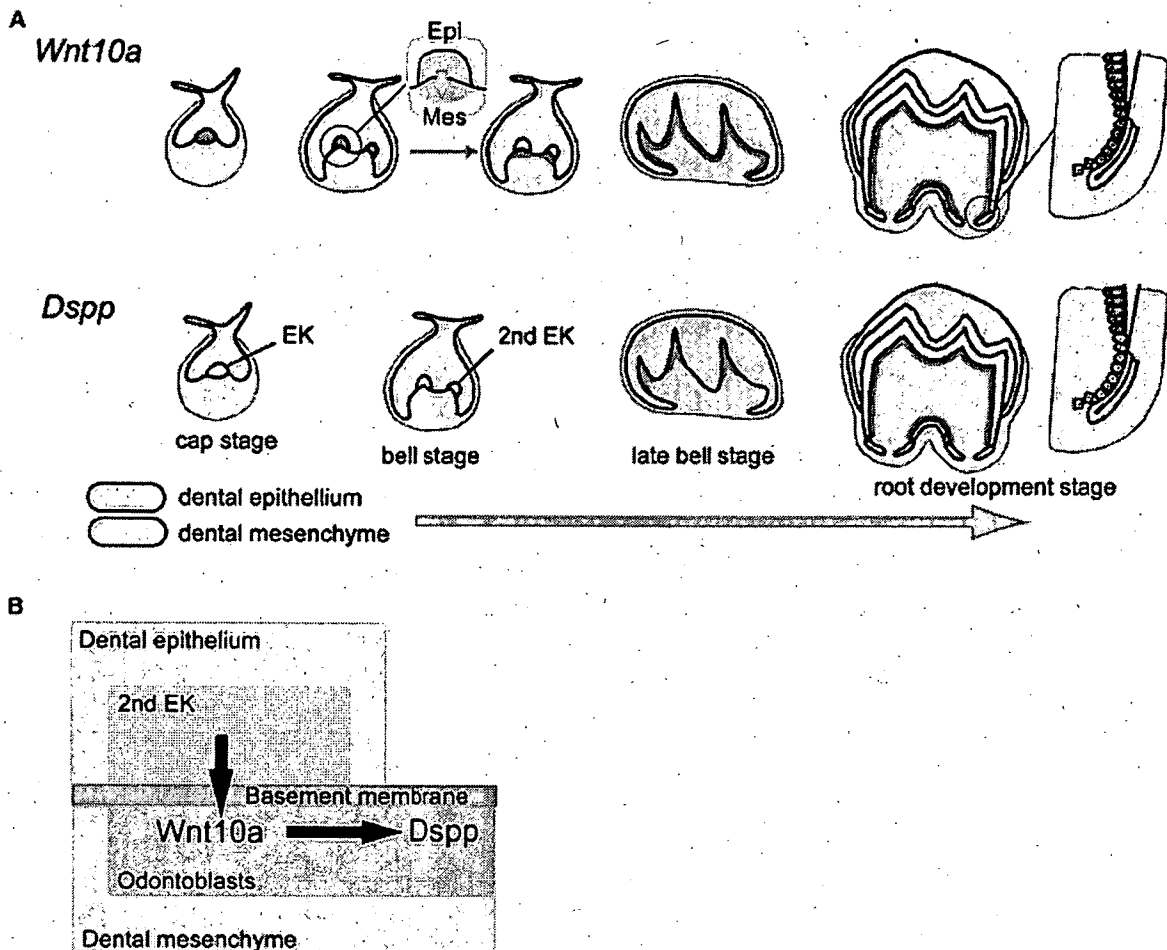 A
Wnt10a
Epi
Mes
Dspp
EK
2nd EK
cap stage
bell stage
late bell stage
root development stage
dental epithellium
dental mesenchyme
B
Dental epithelium
2nd EK
Basement membrane
Wnt10a Dspp
Odontoblasts
Dental mesenchyme